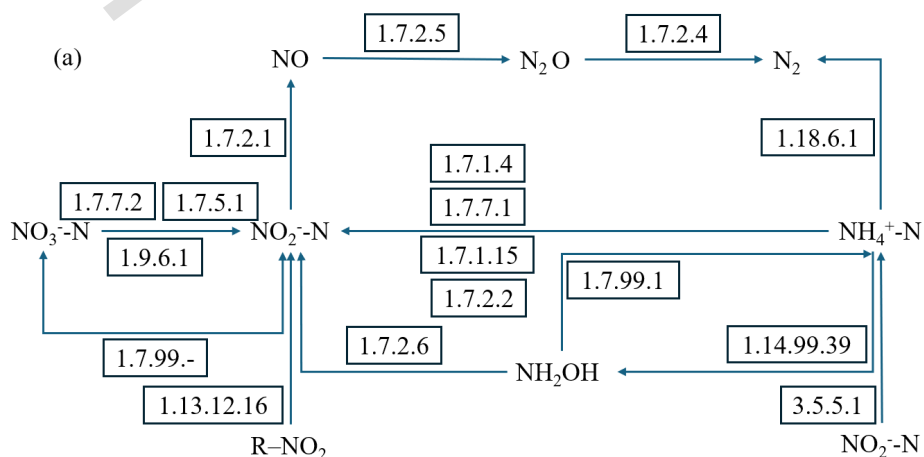 (a)
NO
1.7.2.5
N₂O
1.7.2.4
N₂
1.7.2.1
1.18.6.1
1.7.1.4
1.7.7.2
1.7.5.1
1.7.7.1
NO₃⁻-N
NO₂⁻-N
NH₄⁺-N
1.9.6.1
1.7.1.15
1.7.99.1
1.7.2.2
1.7.99.-
1.7.2.6
1.14.99.39
NH₂OH
1.13.12.16
3.5.5.1
R–NO₂
NO₂⁻-N